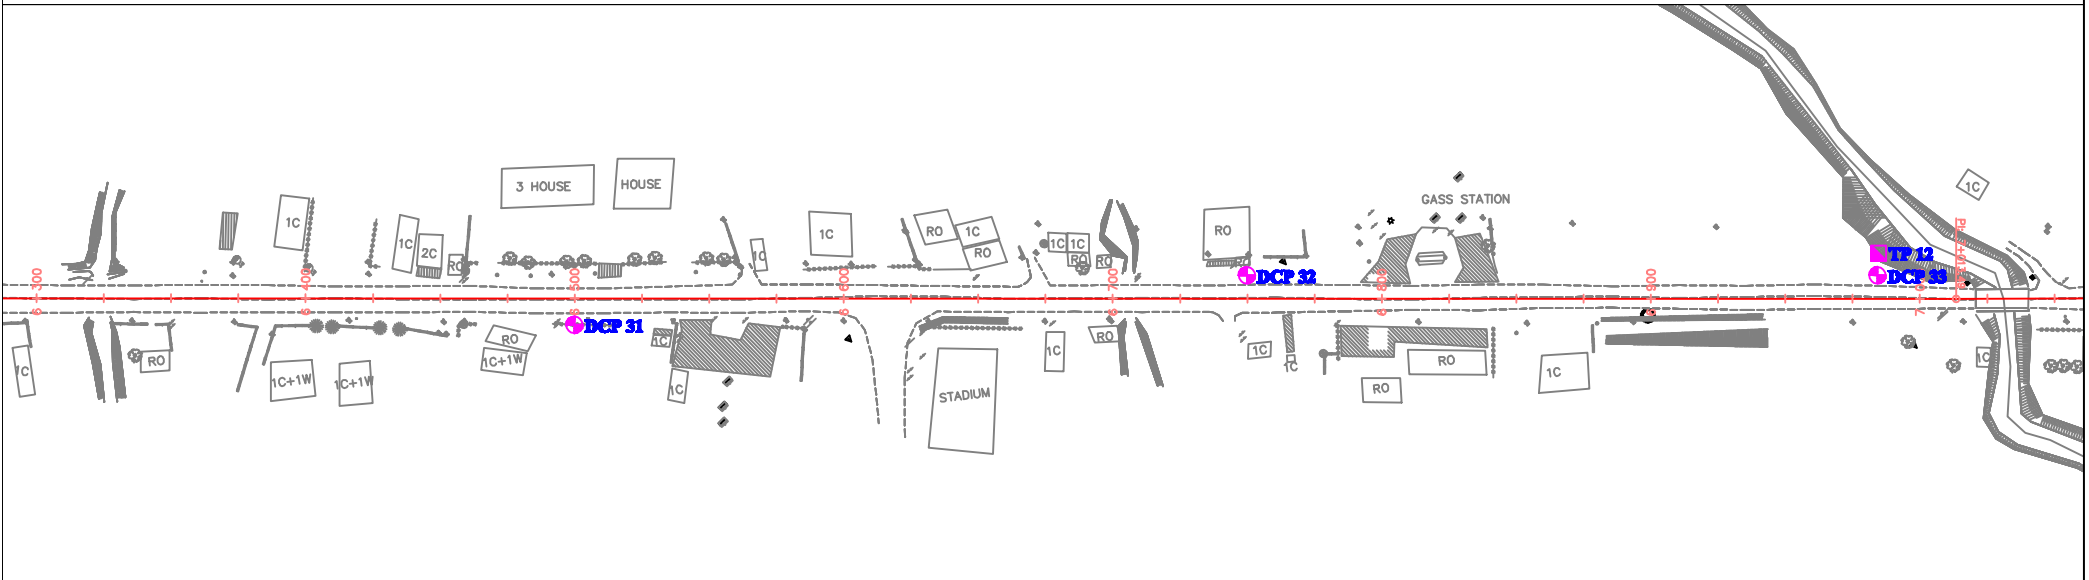 3 HOUSE
HOUSE
GASS STATION
1C
1C
1C
2C
RO
1C
1C
RO
1C
RO
1C
1C
RO
RO
RO
TP 12
DCP 32
DCP 33
6 300
6 400
6 500
6 600
6 700
6 800
6 900
DCP 31
1C
RO
1C+1W
1C+1W
RO
1C+1W
1C
1C
STADIUM
1C
RO
1C
1C
RO
RO
1C
1C